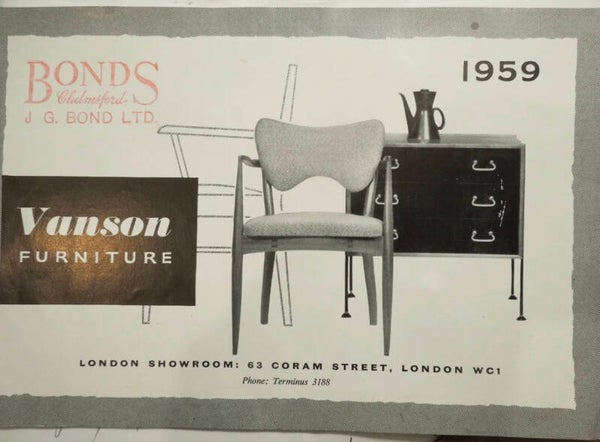 BONDS
Chelmsford
J G. BOND LTD.
1959
Vanson
FURNITURE
LONDON SHOWROOM: 63 CORAM STREET, LONDON WC1
Phone: Terminus 3188